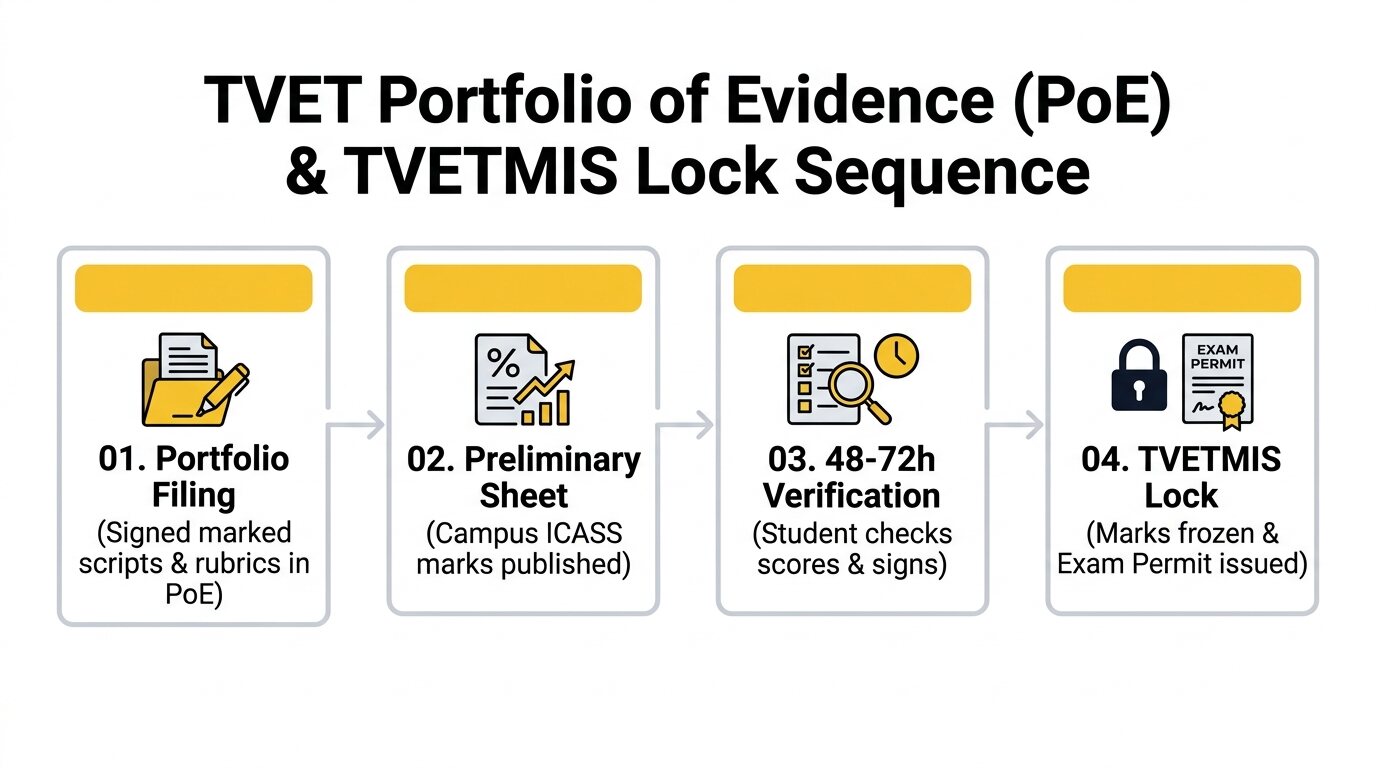 TVET Portfolio of Evidence (PoE)
& TVETMIS Lock Sequence
01. Portfolio
Filing
(Signed marked
scripts & rubrics in
PoE)
%
02. Preliminary
Sheet
(Campus ICASS
marks published)
03. 48-72h
Verification
(Student checks
scores & signs)
EXAM
PERMIT
04. TVETMIS
Lock
(Marks frozen &
Exam Permit issued)